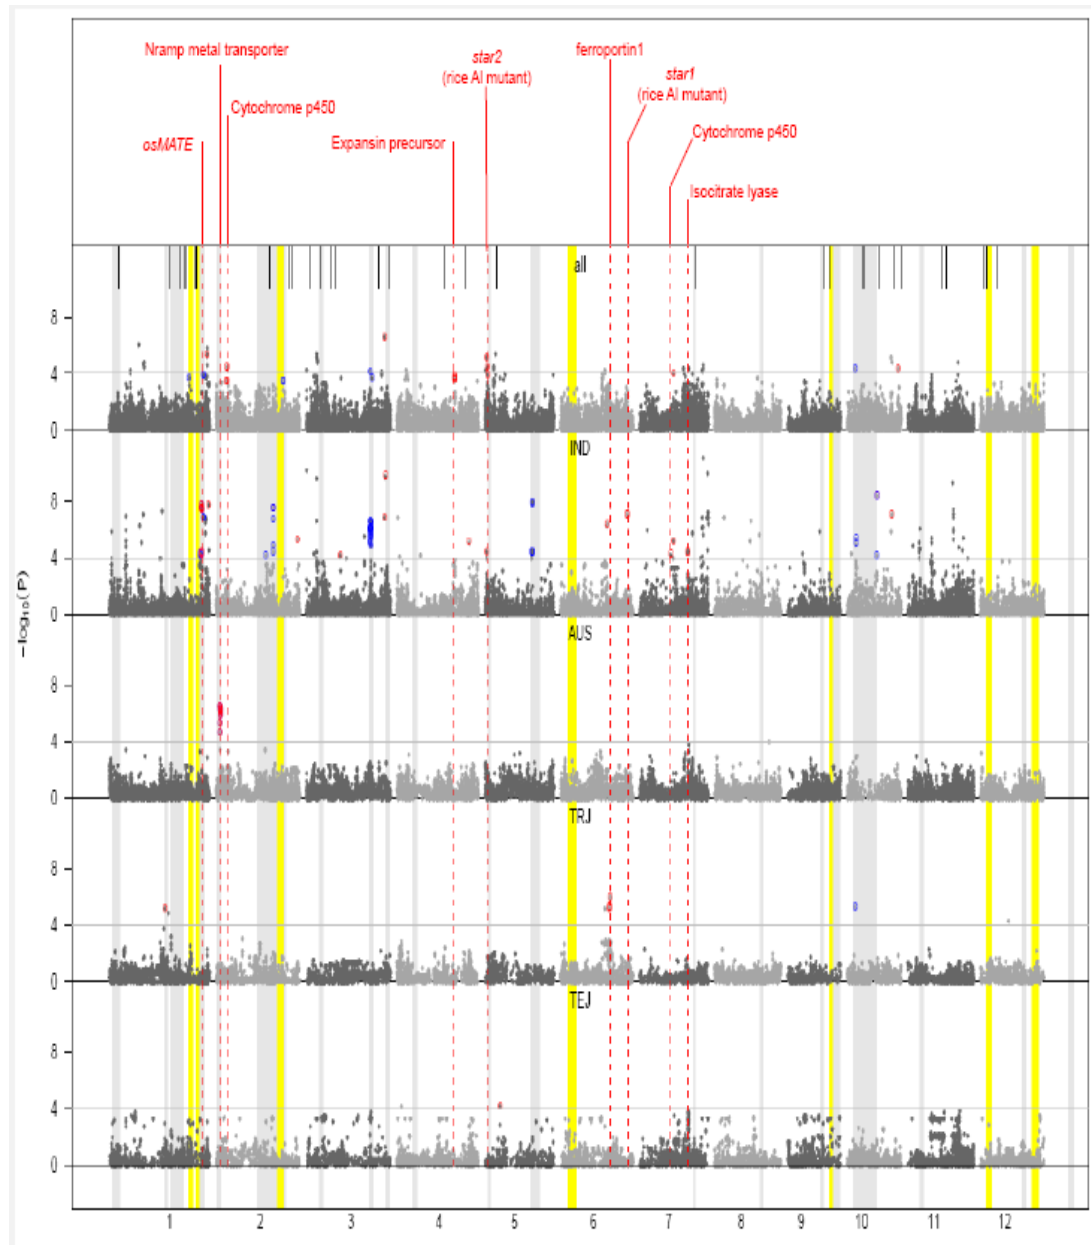 Nramp metal transporter
star2
(rice Al mutant)
ferroportin1
star1
(rice Al mutant)
Cytochrome p450
osMATE
Expansin precursor
Cytochrome p450
Isocitrate lyase
all
8
4
0
IND
8
4
0
AUS
8
4
0
TRJ
8
4
0
TEJ
8
4
0
-log10(P)
1 2 3 4 5 6 7 8 9 10 11 12